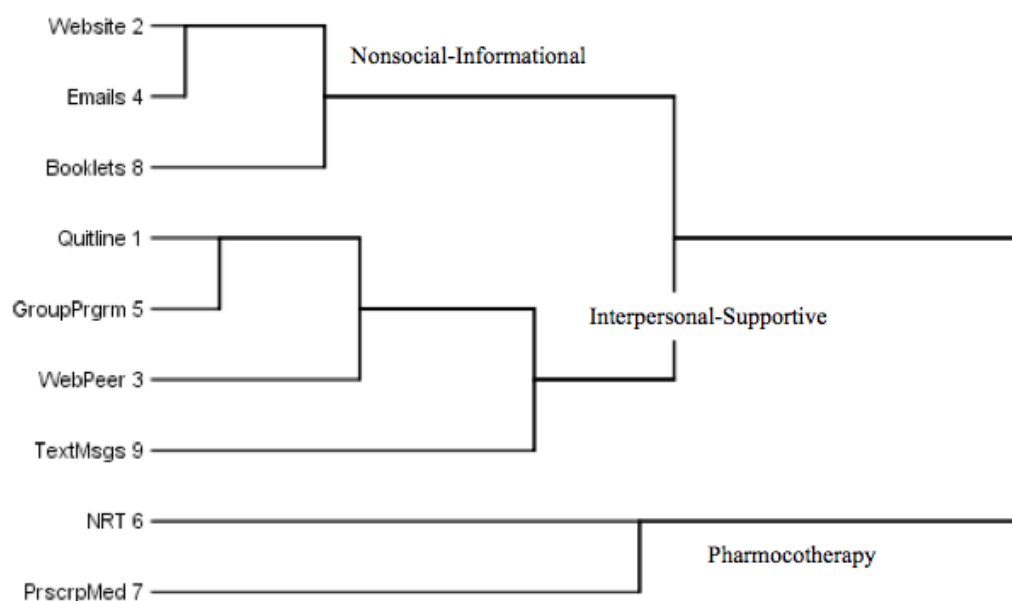 Website 2
Nonsocial-Informational
Emails 4
Booklets 8
Quitline 1
GroupPrgrm 5
Interpersonal-Supportive
WebPeer 3
TextMsgs 9
NRT 6
Pharmocotherapy
PrscrpMed 7